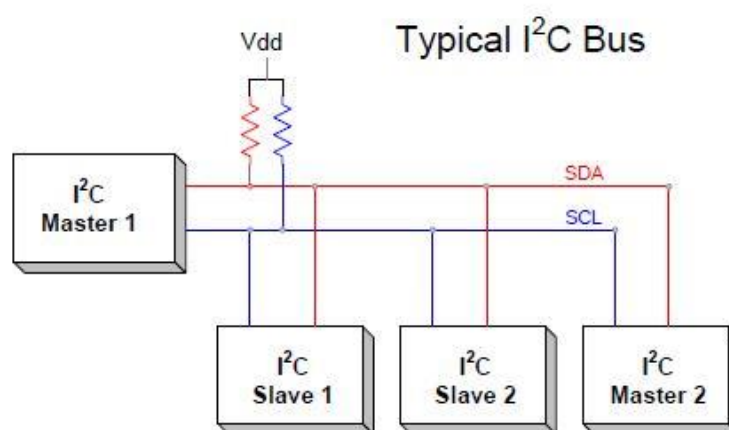 Typical I²C Bus
Vdd
SDA
SCL
I²C
Master 1
I²C
Slave 1
I²C
Slave 2
I²C
Master 2